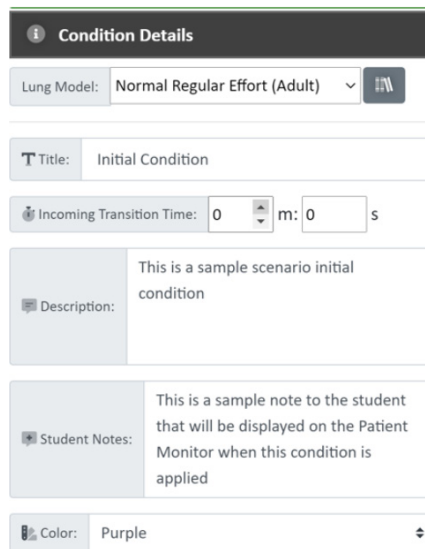 Condition Details
Lung Model: Normal Regular Effort (Adult)
Title: Initial Condition
Incoming Transition Time: 0 m: 0 s
This is a sample scenario initial
Description: condition
This is a sample note to the student
that will be displayed on the Patient
Student Notes: Monitor when this condition is
applied
Color: Purple